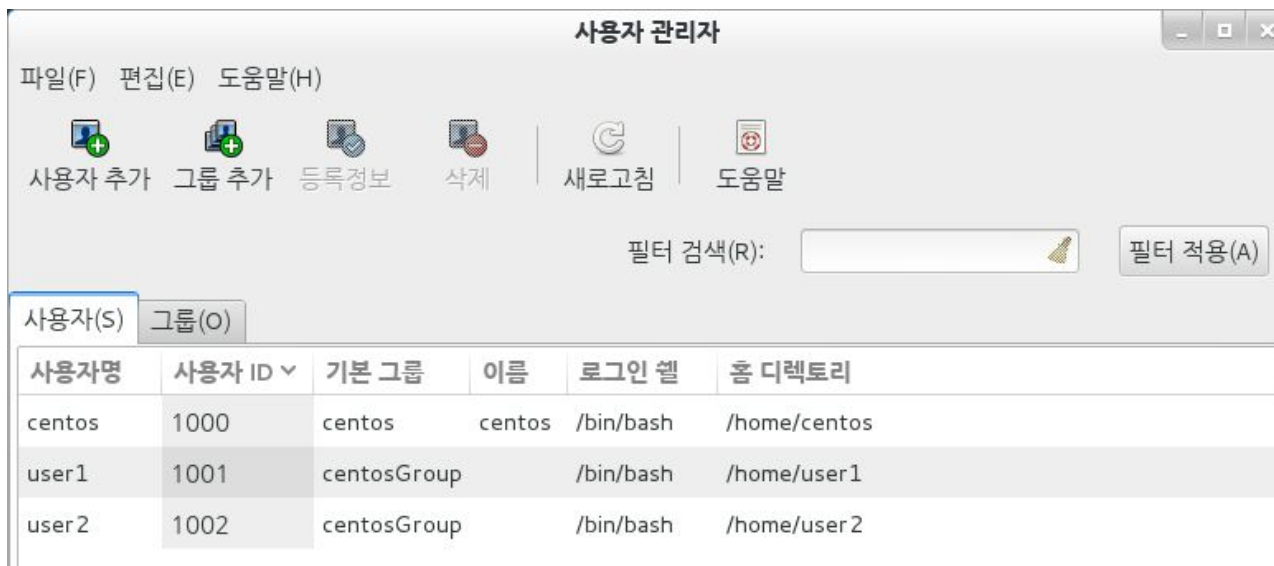 사용자 관리자
파일(F) 편집(E) 도움말(H)
사용자 추가 그룹 추가 등록정보 삭제 새로고침 도움말
필터 검색(R): 필터 적용(A)
사용자(S) 그룹(O)
사용자명 사용자 ID 기본 그룹 이름 로그인 쉘 홈 디렉토리
centos 1000 centos centos /bin/bash /home/centos
user1 1001 centosGroup /bin/bash /home/user1
user2 1002 centosGroup /bin/bash /home/user2